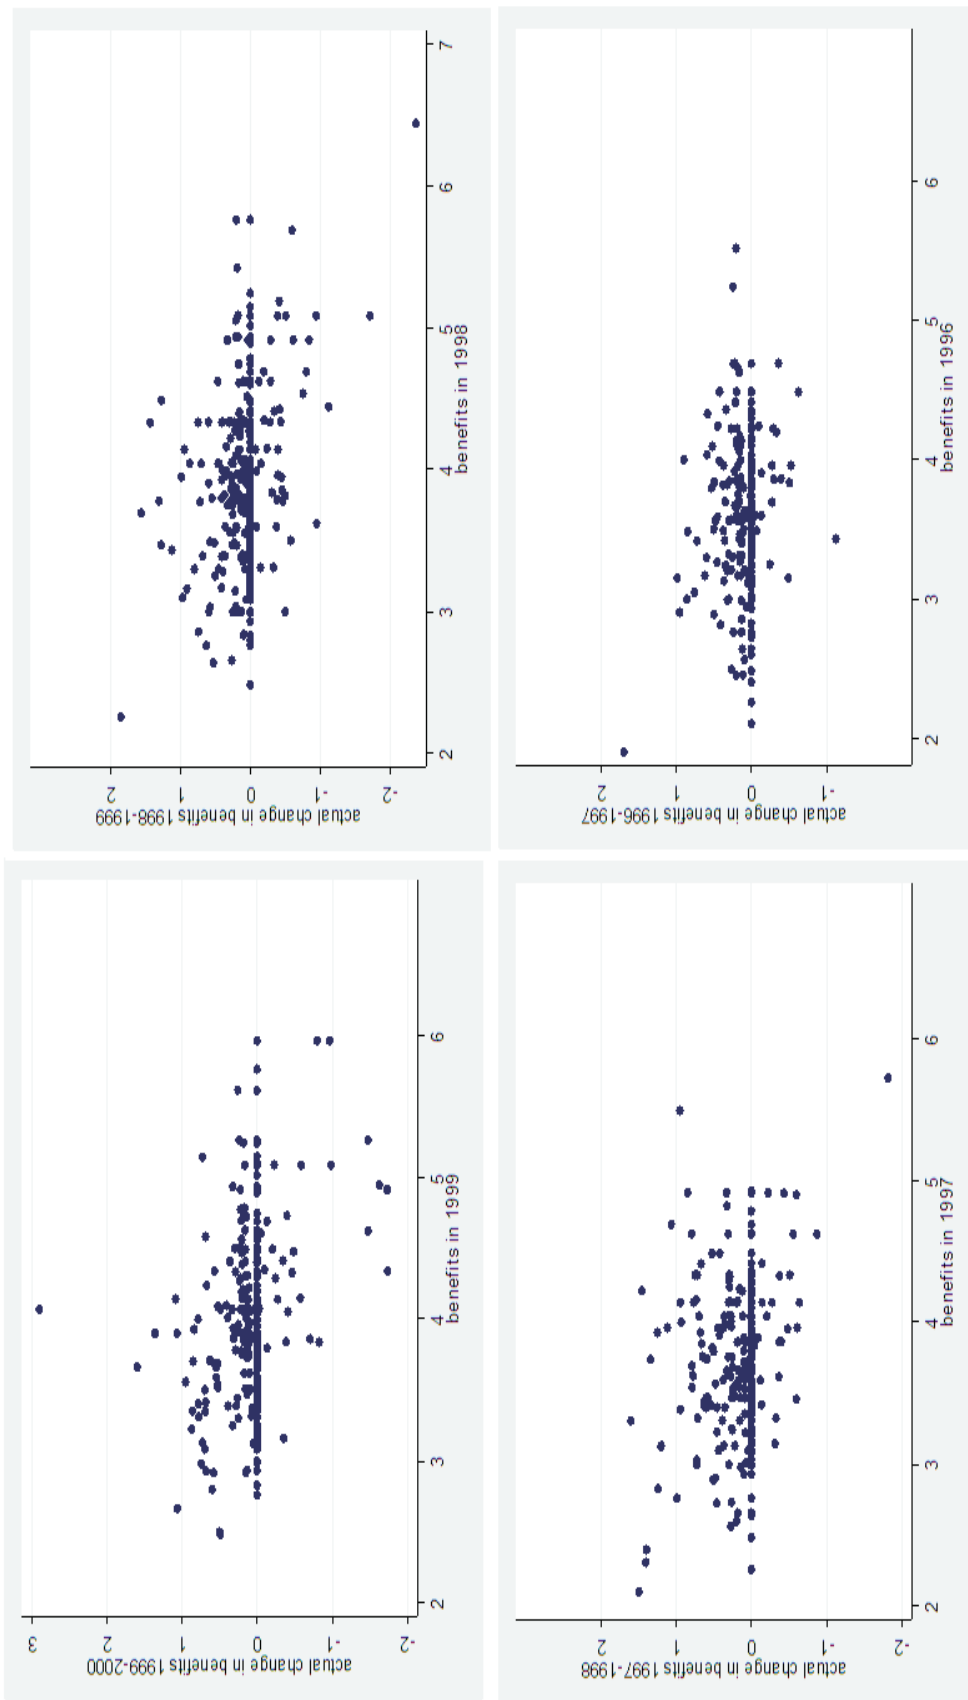 actual change in benefits 1999-2000
3
2
1
0
-1
-2
2 3 4 5 6
benefits in 1999
actual change in benefits 1998-1999
2
1
0
-1
-2
2 3 4 5 6 7
benefits in 1998
actual change in benefits 1997-1998
2
1
0
-1
-2
2 3 4 5 6
benefits in 1997
actual change in benefits 1996-1997
2
1
0
-1
2 3 4 5 6
benefits in 1996